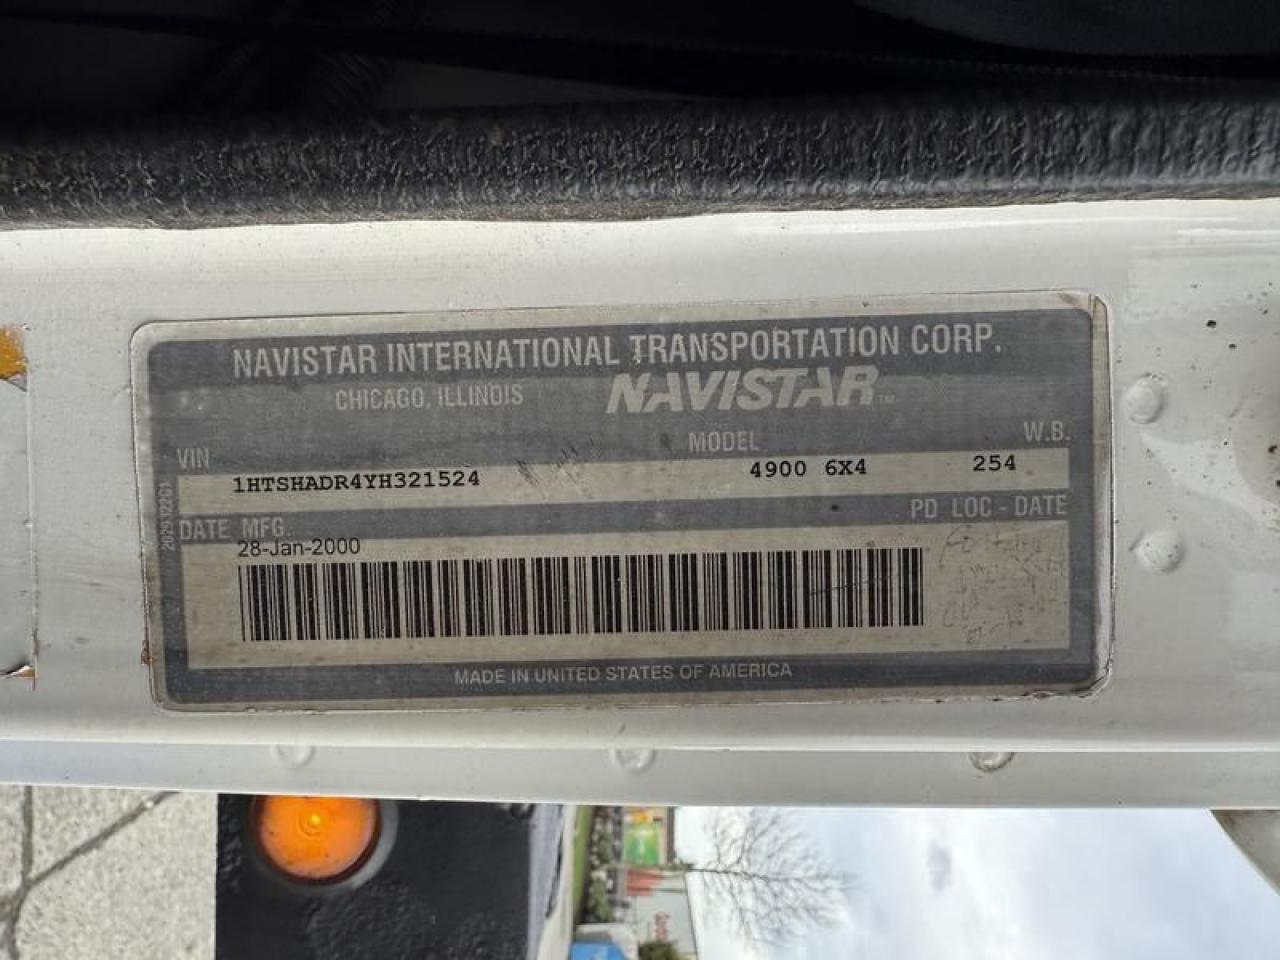 NAVISTAR INTERNATIONAL TRANSPORTATION CORP.
CHICAGO, ILLINOIS NAVISTAR™
VIN MODEL W.B.
1HTSHADR4YH321524 4900 6X4 254
DATE MFG. PD LOC - DATE
28-Jan-2000
MADE IN UNITED STATES OF AMERICA